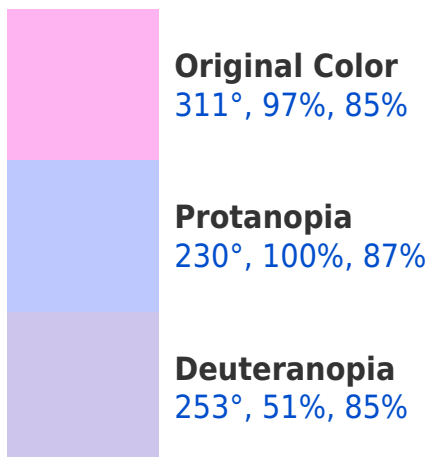 Original Color
311°, 97%, 85%
Protanopia
230°, 100%, 87%
Deuteranopia
253°, 51%, 85%